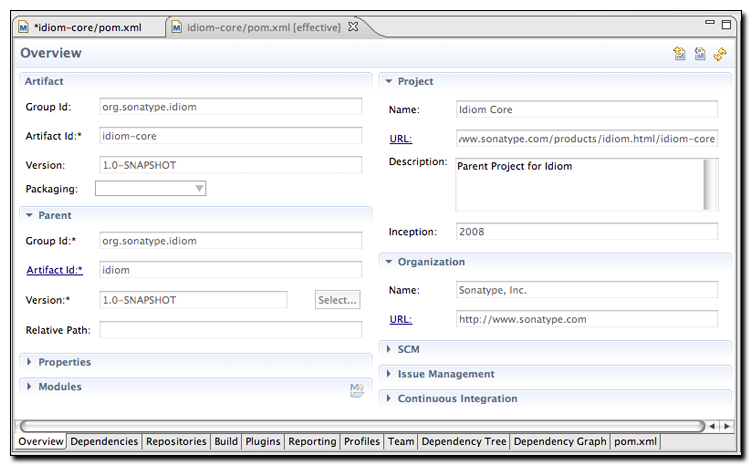 *idiom-core/pom.xml
idiom-core/pom.xml [effective]
Overview
Artifact
Group Id: org.sonatype.idiom
Artifact Id:* idiom-core
Version: 1.0-SNAPSHOT
Packaging:
Parent
Group Id:* org.sonatype.idiom
Artifact Id:* idiom
Version:* 1.0-SNAPSHOT Select...
Relative Path:
Properties
Modules
Project
Name: Idiom Core
URL: www.sonatype.com/products/idiom.html/idiom-core
Description: Parent Project for Idiom
Inception: 2008
Organization
Name: Sonatype, Inc.
URL: http://www.sonatype.com
SCM
Issue Management
Continuous Integration
Overview Dependencies Repositories Build Plugins Reporting Profiles Team Dependency Tree Dependency Graph pom.xml